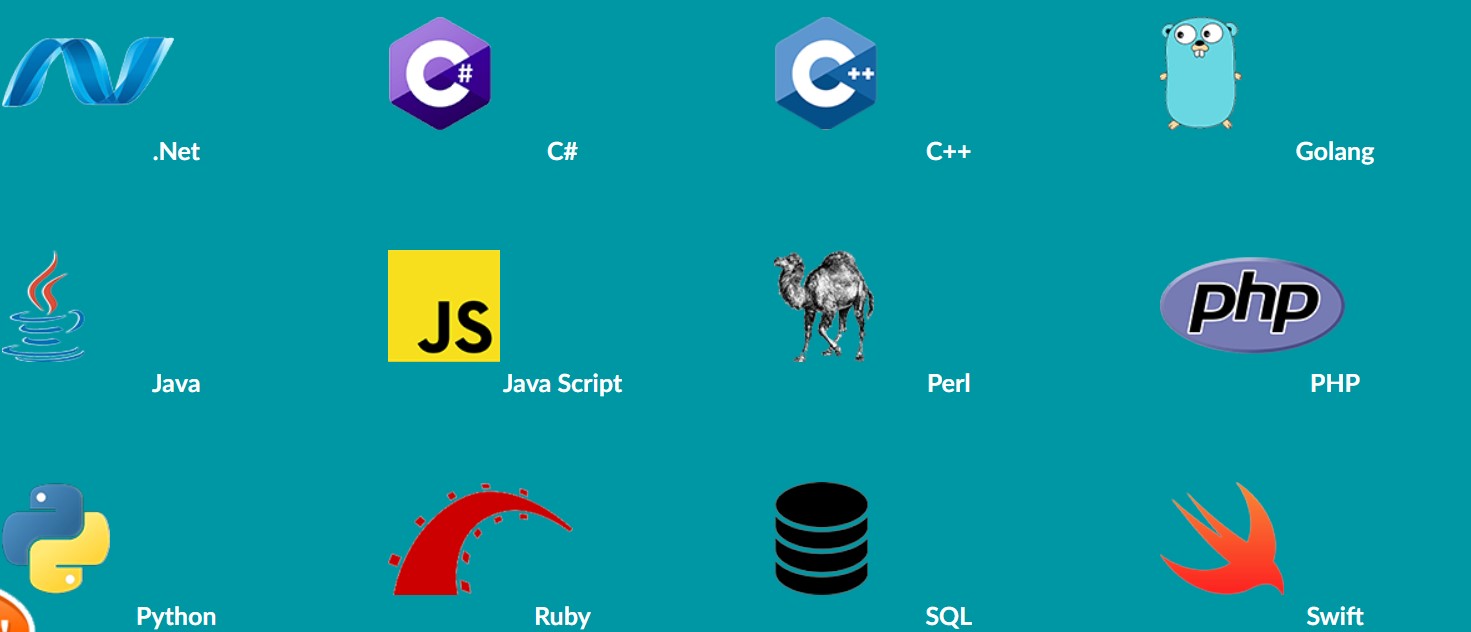 C#
C++
.Net
C#
C++
Golang
JS
php
Java
Java Script
Perl
PHP
Python
Ruby
SQL
Swift